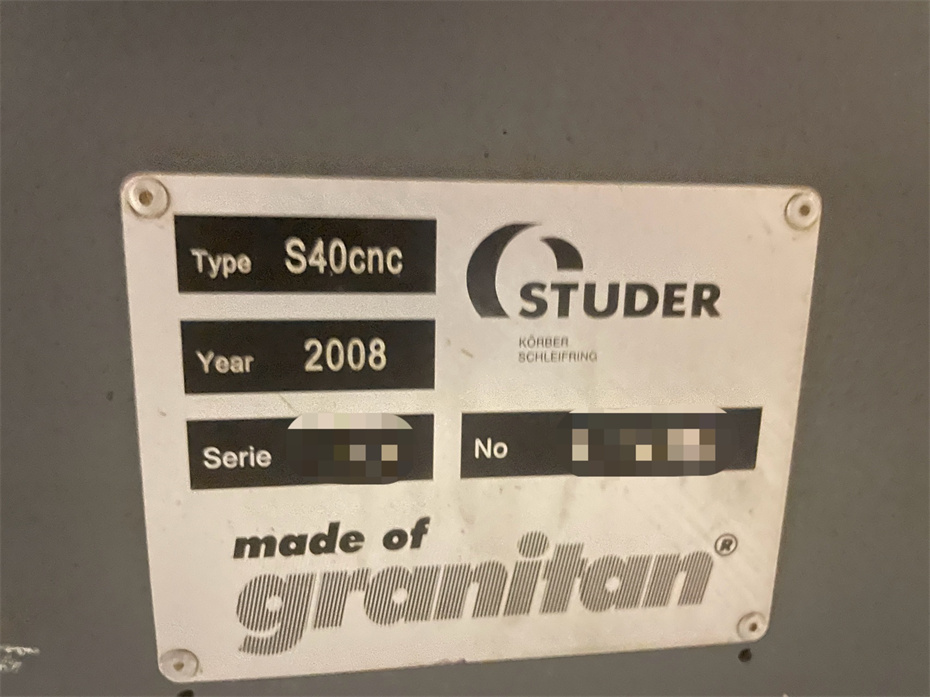 Type S40cnc
STUDER
KÖRBER
SCHLEIFRING
Year 2008
Serie
No
made of
granitan®